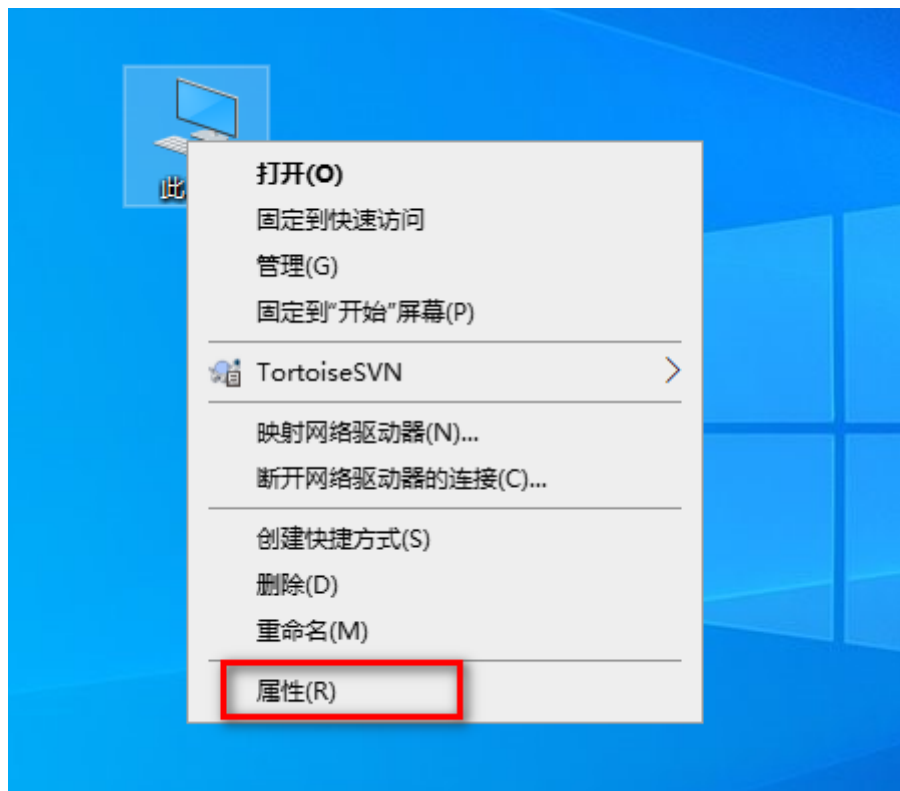 此
打开(O)
固定到快速访问
管理(G)
固定到"开始"屏幕(P)
TortoiseSVN
映射网络驱动器(N)...
断开网络驱动器的连接(C)...
创建快捷方式(S)
删除(D)
重命名(M)
属性(R)